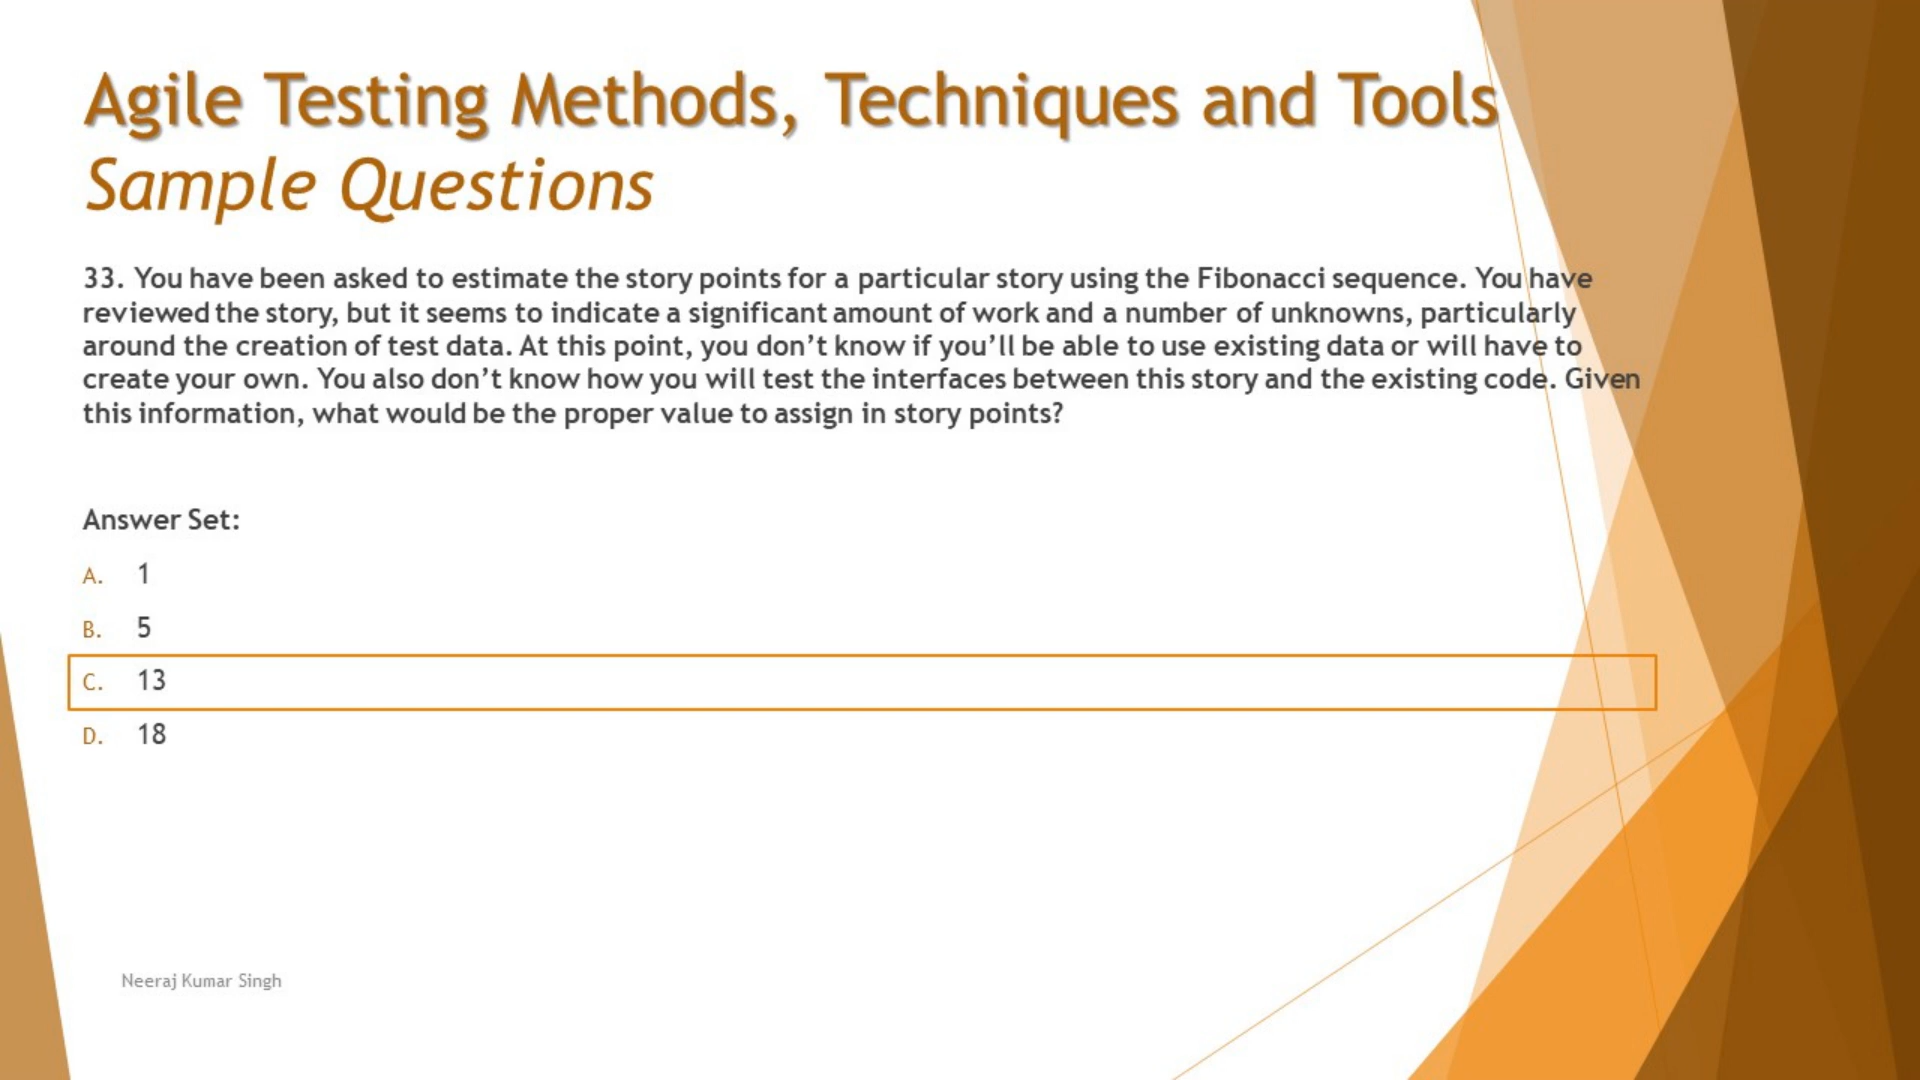 Agile Testing Methods, Techniques and Tools
Sample Questions
33. You have been asked to estimate the story points for a particular story using the Fibonacci sequence. You have
reviewed the story, but it seems to indicate a significant amount of work and a number of unknowns, particularly
around the creation of test data. At this point, you don’t know if you’ll be able to use existing data or will have to
create your own. You also don’t know how you will test the interfaces between this story and the existing code. Given
this information, what would be the proper value to assign in story points?
Answer Set:
A. 1
B. 5
C. 13
D. 18
Neeraj Kumar Singh